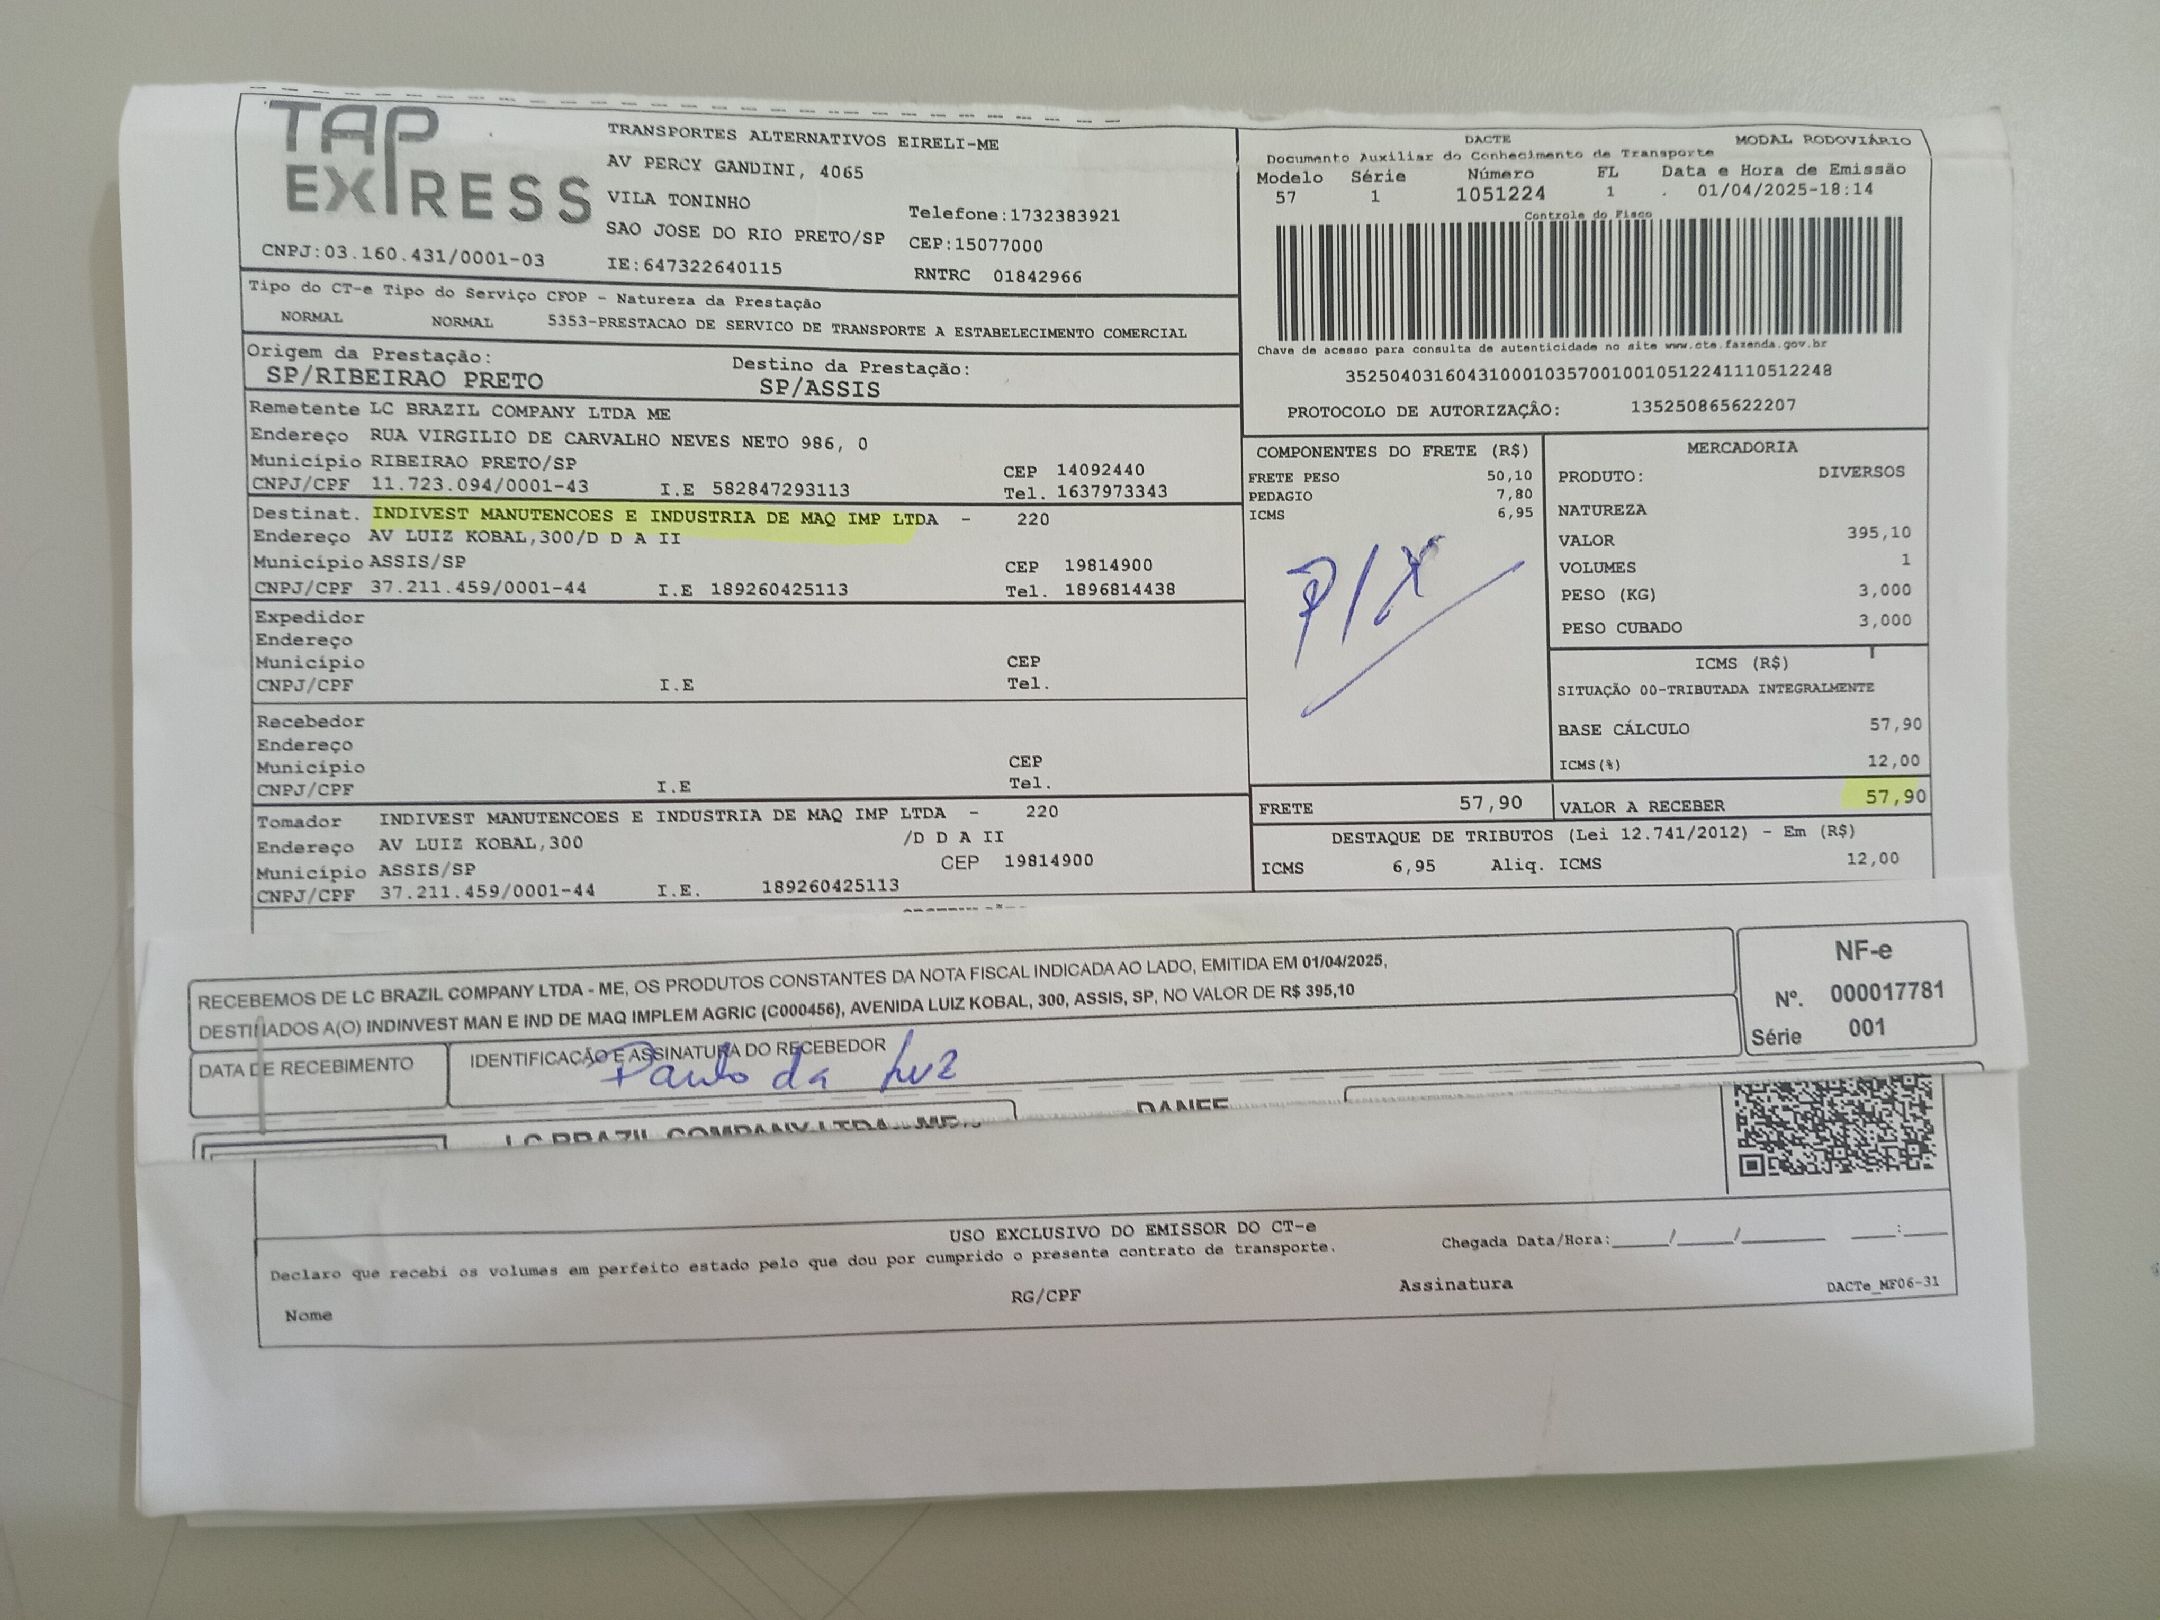 TAP EXPRESS
TRANSPORTES ALTERNATIVOS EIRELI-ME
AV PERCY GANDINI, 4065
VILA TONINHO
Telefone:1732383921
SAO JOSE DO RIO PRETO/SP CEP:15077000
CNPJ:03.160.431/0001-03 IE:647322640115 RNTRC 01842966
DACTE MODAL RODOVIÁRIO
Documento Auxiliar do Conhecimento de Transporte
Modelo Série Número FL Data e Hora de Emissão
57 1 1051224 1 01/04/2025-18:14
Controle do Fisco
Chave de acesso para consulta de autenticidade no site www.cte.fazenda.gov.br
35250403160431000103570010010512241110512248
PROTOCOLO DE AUTORIZAÇÃO: 135250865622207
Tipo do CT-e Tipo do Serviço CFOP - Natureza da Prestação
NORMAL NORMAL 5353-PRESTACAO DE SERVICO DE TRANSPORTE A ESTABELECIMENTO COMERCIAL
Origem da Prestação: Destino da Prestação:
SP/RIBEIRAO PRETO SP/ASSIS
Remetente LC BRAZIL COMPANY LTDA ME
Endereço RUA VIRGILIO DE CARVALHO NEVES NETO 986, 0
Município RIBEIRAO PRETO/SP CEP 14092440
CNPJ/CPF 11.723.094/0001-43 I.E 582847293113 Tel. 1637973343
Destinat. INDIVEST MANUTENCOES E INDUSTRIA DE MAQ IMP LTDA - 220
Endereço AV LUIZ KOBAL,300/D D A II
Município ASSIS/SP CEP 19814900
CNPJ/CPF 37.211.459/0001-44 I.E 189260425113 Tel. 1896814438
Expedidor
Endereço
Município CEP
CNPJ/CPF I.E Tel.
Recebedor
Endereço
Município CEP
CNPJ/CPF I.E Tel.
Tomador INDIVEST MANUTENCOES E INDUSTRIA DE MAQ IMP LTDA - 220
Endereço AV LUIZ KOBAL,300 /D D A II
Município ASSIS/SP CEP 19814900
CNPJ/CPF 37.211.459/0001-44 I.E. 189260425113
COMPONENTES DO FRETE (R$)
FRETE PESO 50,10
PEDAGIO 7,80
ICMS 6,95
PIX
MERCADORIA
PRODUTO: DIVERSOS
NATUREZA
VALOR 395,10
VOLUMES 1
PESO (KG) 3,000
PESO CUBADO 3,000
ICMS (R$)
SITUAÇÃO 00-TRIBUTADA INTEGRALMENTE
BASE CÁLCULO 57,90
ICMS(%) 12,00
FRETE 57,90 VALOR A RECEBER 57,90
DESTAQUE DE TRIBUTOS (Lei 12.741/2012) - Em (R$)
ICMS 6,95 Aliq. ICMS 12,00
RECEBEMOS DE LC BRAZIL COMPANY LTDA - ME, OS PRODUTOS CONSTANTES DA NOTA FISCAL INDICADA AO LADO, EMITIDA EM 01/04/2025,
DESTINADOS A(O) INDINVEST MAN E IND DE MAQ IMPLEM AGRIC (C000456), AVENIDA LUIZ KOBAL, 300, ASSIS, SP, NO VALOR DE R$ 395,10
NF-e
Nº. 000017781
Série 001
DATA DE RECEBIMENTO IDENTIFICAÇÃO E ASSINATURA DO RECEBEDOR
Paulo da Luz
LC BRAZIL COMPANY LTDA - ME DANFE
USO EXCLUSIVO DO EMISSOR DO CT-e
Declaro que recebi os volumes em perfeito estado pelo que dou por cumprido o presente contrato de transporte. Chegada Data/Hora:____/____/______ ___:___
Nome RG/CPF Assinatura DACTe_MF06-31